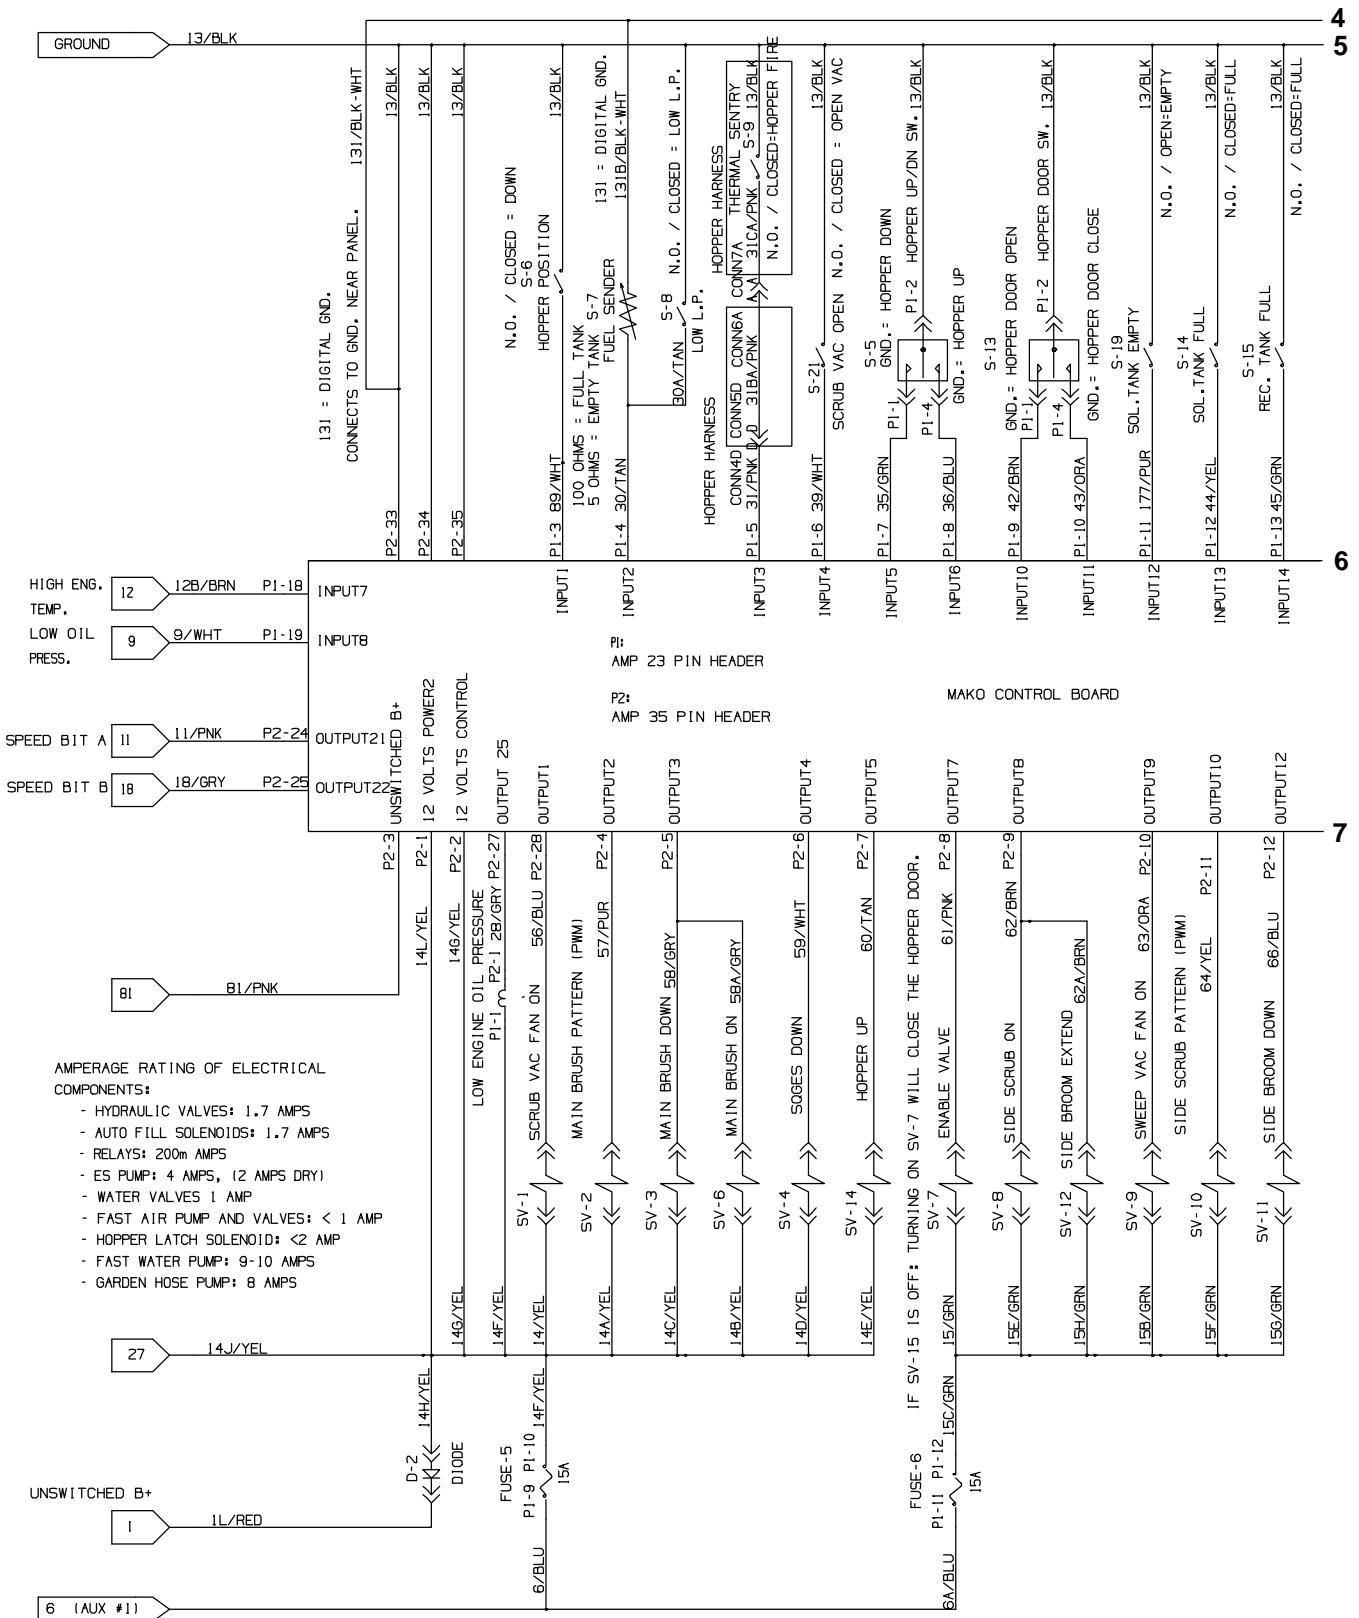 4
GROUND
13/BLK
5
131 = DIGITAL GND.
CONNECTS TO GND. NEAR PANEL.
131/BLK-WHT
13/BLK
13/BLK
13/BLK
P2-33
P2-34
P2-35
N.O. / CLOSED = DOWN
S-6
HOPPER POSITION
13/BLK
P1-3 89/WHT
100 OHMS = FULL TANK
5 OHMS = EMPTY TANK S-7
FUEL SENDER
131 = DIGITAL GND.
131B/BLK-WHT
P1-4 30/TAN
N.O. / CLOSED = LOW L.P.
S-8
LOW L.P.
30A/TAN
HOPPER HARNESS
THERMAL SENTRY
S-9 13/BLK
N.O. / CLOSED=HOPPER FIRE
HOPPER HARNESS
CONN4D CONN5D CONN6A CONN7A
P1-5 31/PNK D D 31BA/PNK A A 31CA/PNK
13/BLK
S-21
SCRUB VAC OPEN N.O. / CLOSED = OPEN VAC
P1-6 39/WHT
S-5
GND.= HOPPER DOWN
P1-2 HOPPER UP/DN SW. 13/BLK
GND.= HOPPER UP
P1-1
P1-4
P1-7 35/GRN
P1-8 36/BLU
S-13
GND.= HOPPER DOOR OPEN
P1-2 HOPPER DOOR SW. 13/BLK
GND.= HOPPER DOOR CLOSE
P1-1
P1-4
P1-9 42/BRN
P1-10 43/ORA
S-19
SOL.TANK EMPTY
N.O. / OPEN=EMPTY
13/BLK
P1-11 177/PUR
S-14
SOL.TANK FULL
N.O. / CLOSED=FULL
13/BLK
P1-12 44/YEL
S-15
REC. TANK FULL
N.O. / CLOSED=FULL
13/BLK
P1-13 45/GRN
6
HIGH ENG.
TEMP.
12
12B/BRN
P1-18
INPUT7
LOW OIL
PRESS.
9
9/WHT
P1-19
INPUT8
INPUT1
INPUT2
INPUT3
INPUT4
INPUT5
INPUT6
INPUT10
INPUT11
INPUT12
INPUT13
INPUT14
P1:
AMP 23 PIN HEADER
P2:
AMP 35 PIN HEADER
MAKO CONTROL BOARD
SPEED BIT A
11
11/PNK
P2-24
OUTPUT21
SPEED BIT B
18
18/GRY
P2-25
OUTPUT22
UNSWITCHED B+
12 VOLTS POWER2
12 VOLTS CONTROL
OUTPUT 25
OUTPUT1
OUTPUT2
OUTPUT3
OUTPUT4
OUTPUT5
OUTPUT7
OUTPUT8
OUTPUT9
OUTPUT10
OUTPUT12
7
P2-3
14L/YEL P2-1
14G/YEL P2-2
LOW ENGINE OIL PRESSURE
P1-1 P2-1 28/GRY P2-27
SCRUB VAC FAN ON 56/BLU P2-28
MAIN BRUSH PATTERN (PWM) 57/PUR P2-4
MAIN BRUSH DOWN 58/GRY P2-5
MAIN BRUSH ON 58A/GRY
SQGES DOWN 59/WHT P2-6
HOPPER UP 60/TAN P2-7
IF SV-15 IS OFF: TURNING ON SV-7 WILL CLOSE THE HOPPER DOOR.
ENABLE VALVE 61/PNK P2-8
SIDE SCRUB ON 62/BRN P2-9
SIDE BROOM EXTEND 62A/BRN
SWEEP VAC FAN ON 63/ORA P2-10
SIDE SCRUB PATTERN (PWM) 64/YEL P2-11
SIDE BROOM DOWN 66/BLU P2-12
81
81/PNK
AMPERAGE RATING OF ELECTRICAL
COMPONENTS:
- HYDRAULIC VALVES: 1.7 AMPS
- AUTO FILL SOLENOIDS: 1.7 AMPS
- RELAYS: 200m AMPS
- ES PUMP: 4 AMPS, (2 AMPS DRY)
- WATER VALVES 1 AMP
- FAST AIR PUMP AND VALVES: < 1 AMP
- HOPPER LATCH SOLENOID: <2 AMP
- FAST WATER PUMP: 9-10 AMPS
- GARDEN HOSE PUMP: 8 AMPS
SV-1
SV-2
SV-3
SV-6
SV-4
SV-14
SV-7
SV-8
SV-12
SV-9
SV-10
SV-11
14G/YEL
14F/YEL
14/YEL
14A/YEL
14C/YEL
14B/YEL
14D/YEL
14E/YEL
15/GRN
15E/GRN
15H/GRN
15B/GRN
15F/GRN
15G/GRN
27
14J/YEL
14H/YEL
D-2
DIODE
14F/YEL
FUSE-5
P1-9 P1-10
15A
15C/GRN
FUSE-6
P1-11 P1-12
15A
UNSWITCHED B+
1
1L/RED
6/BLU
6A/BLU
6 (AUX #1)